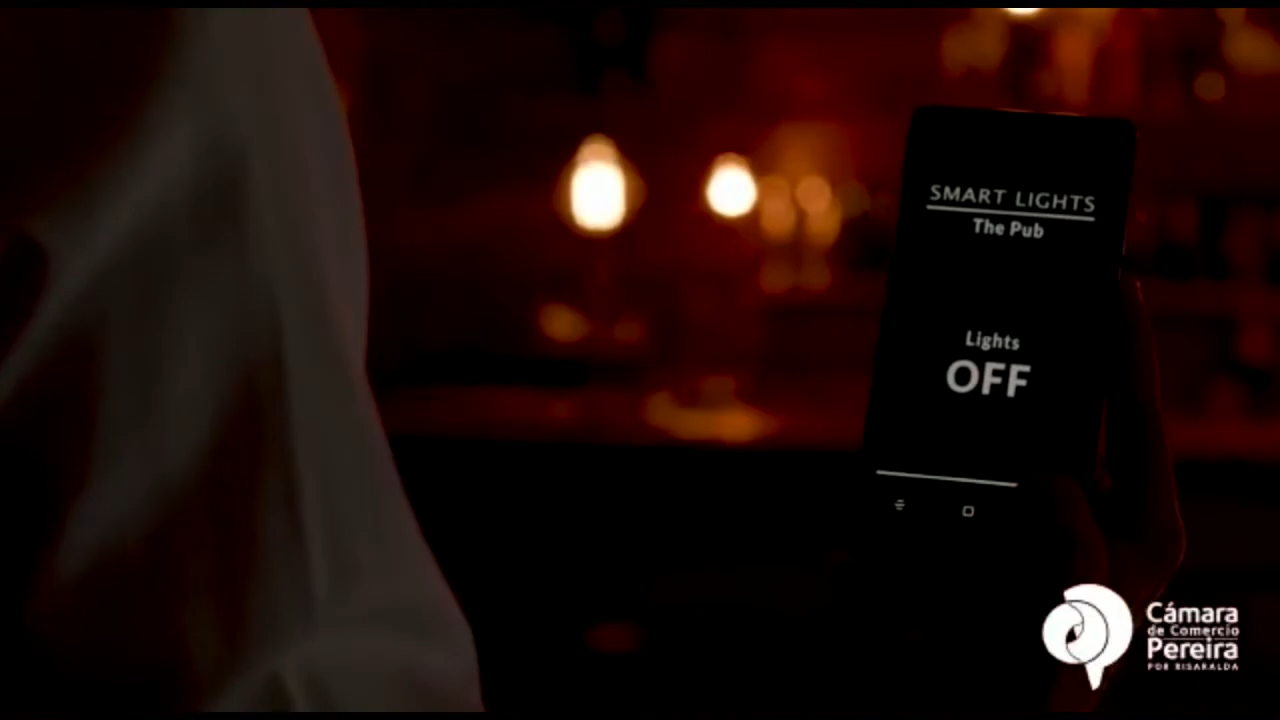 SMART LIGHTS
The Pub
Lights
OFF
Cámara
de Comercio
Pereira
POR RISARALDA